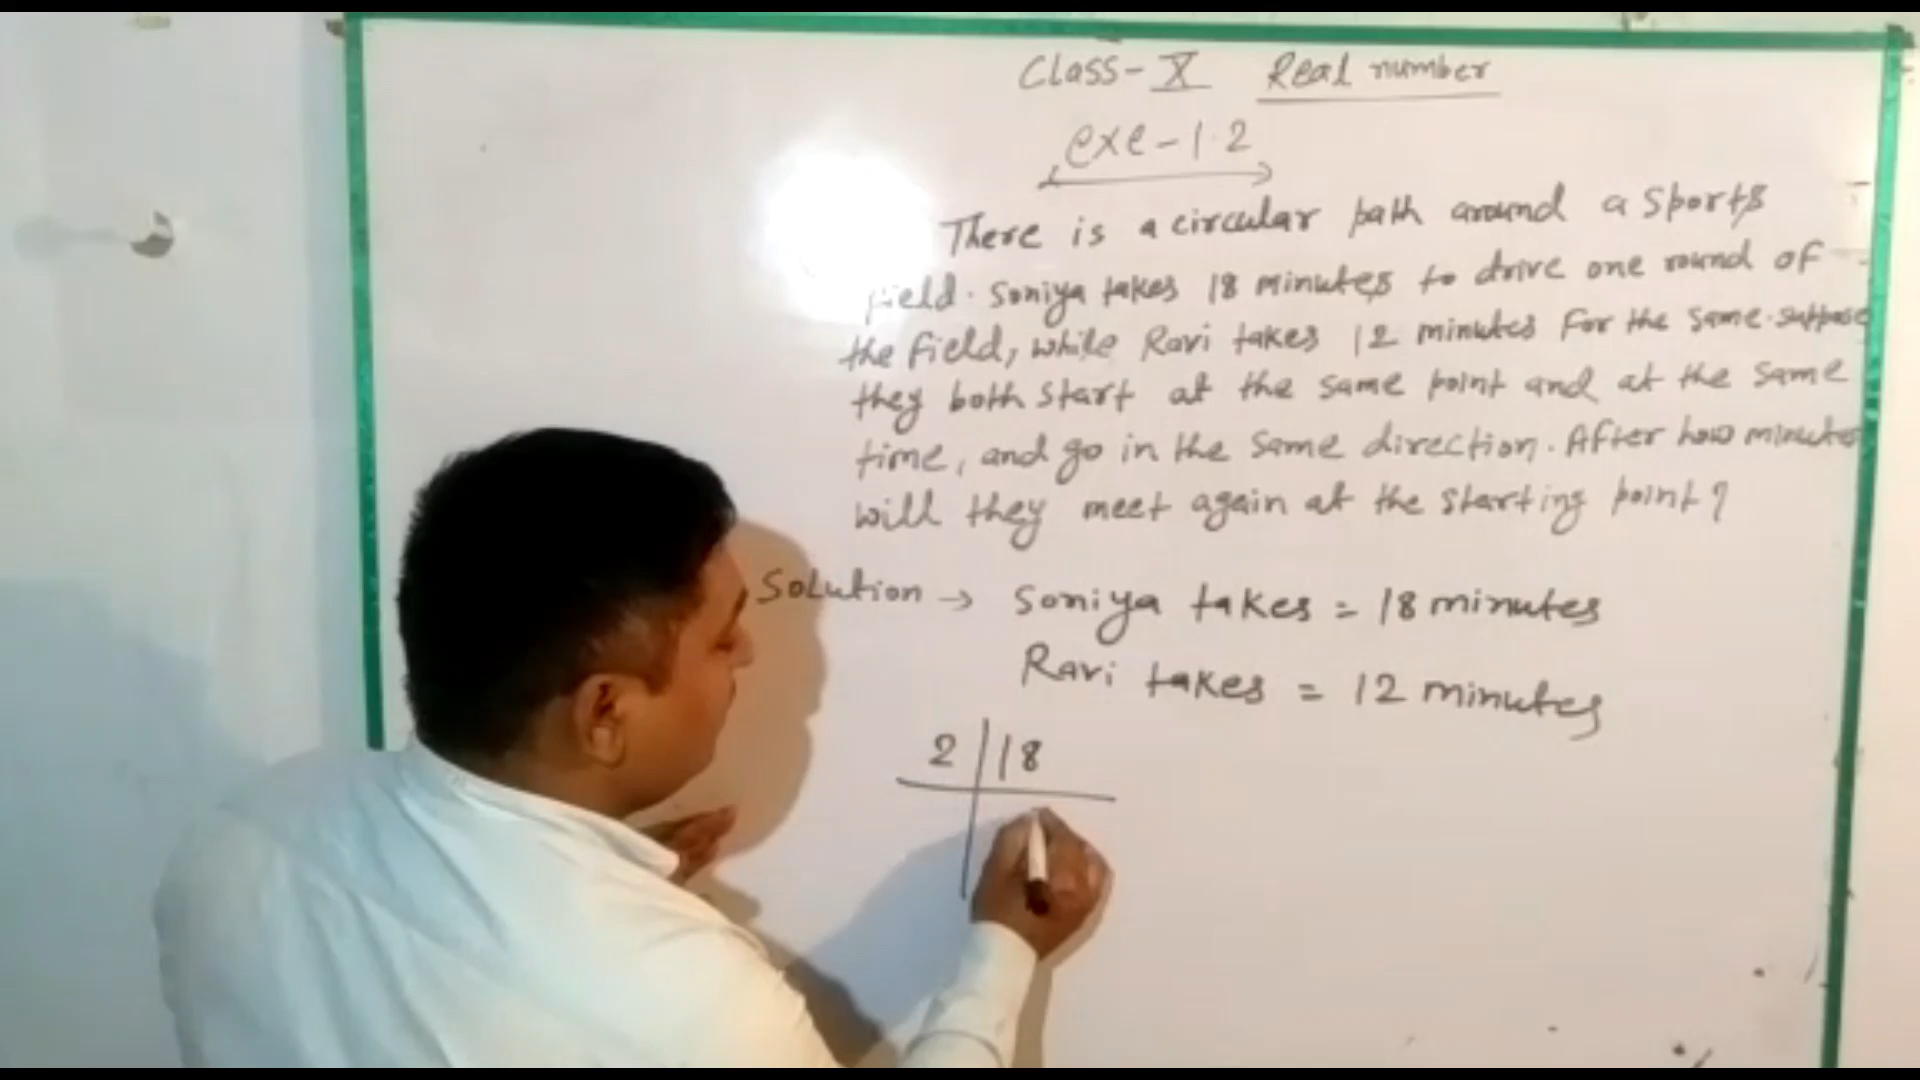 Class-X Real number
exe-1.2
There is a circular path around a sports
field. Soniya takes 18 minutes to drive one round of
the field, while Ravi takes 12 minutes for the same. suppose
they both start at the same point and at the same
time, and go in the same direction. After how minutes
will they meet again at the starting point?
Solution → Soniya takes = 18 minutes
Ravi takes = 12 minutes
2 | 18